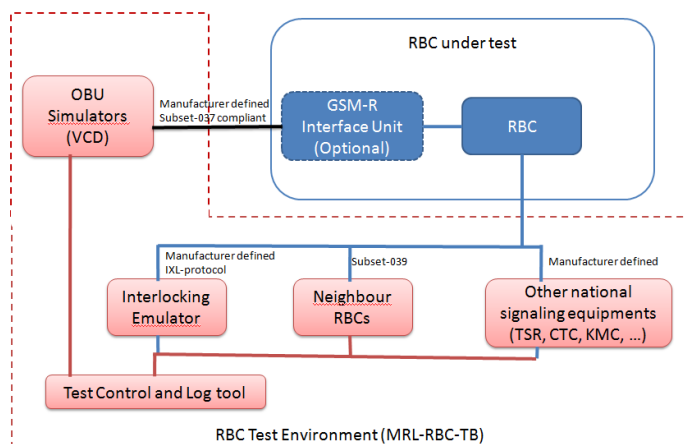 RBC under test
OBU
Simulators
(VCD)
Manufacturer defined
Subset-037 compliant
GSM-R
Interface Unit
(Optional)
RBC
Manufacturer defined
IXL-protocol
Subset-039
Manufacturer defined
Interlocking
Emulator
Neighbour
RBCs
Other national
signaling equipments
(TSR, CTC, KMC, ...)
Test Control and Log tool
RBC Test Environment (MRL-RBC-TB)